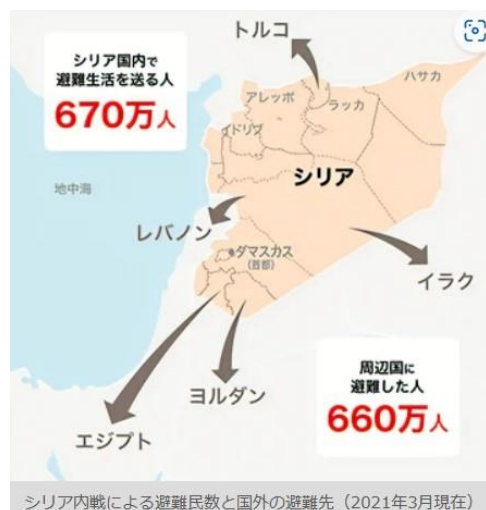 トルコ
シリア国内で
避難生活を送る人
670万人
ハサカ
アレッポ
ラッカ
イドリブ
シリア
地中海
レバノン
ダマスカス
(首都)
イラク
周辺国に
避難した人
660万人
ヨルダン
エジプト
シリア内戦による避難民数と国外の避難先（2021年3月現在）